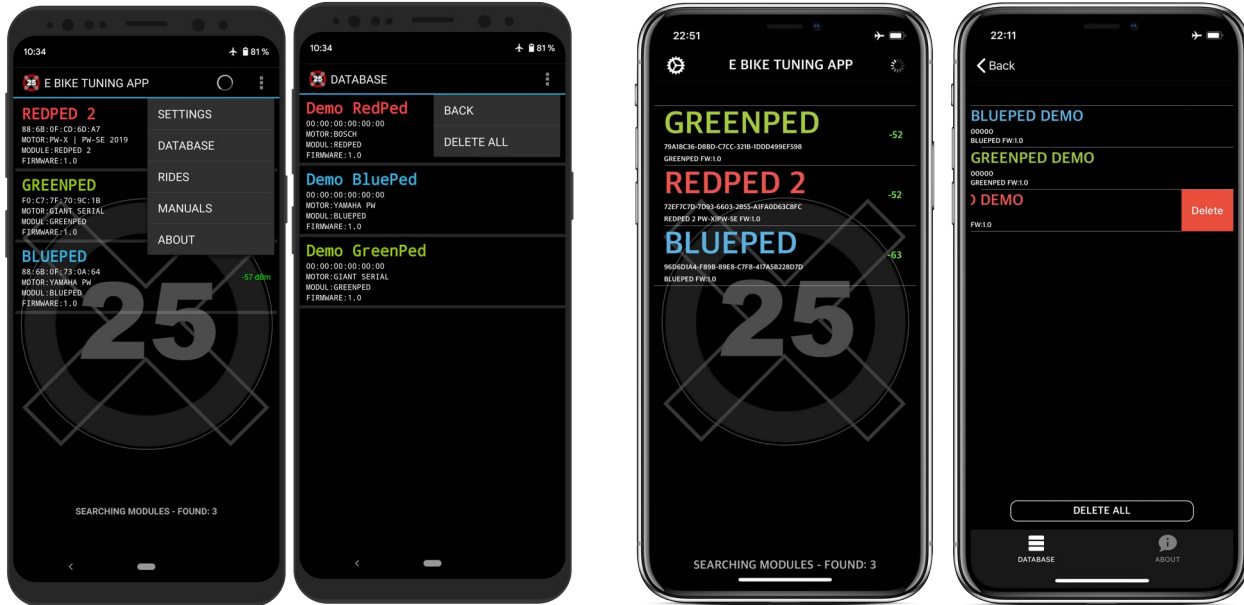 10:34
81 %
25
E BIKE TUNING APP
REDPED 2
88:6B:0F:CD:6D:A7
MOTOR:PW-X | PW-SE 2019
MODULE:REDPED 2
FIRMWARE:1.0
GREENPED
F0:C7:7F:70:9C:1B
MOTOR:GIANT SERIAL
MODUL:GREENPED
FIRMWARE:1.0
BLUEPED
88:6B:0F:73:0A:64
MOTOR:YAMAHA PW
MODUL:BLUEPED
FIRMWARE:1.0
-57 dBm
SETTINGS
DATABASE
RIDES
MANUALS
ABOUT
25
SEARCHING MODULES - FOUND: 3
10:34
81 %
25
DATABASE
Demo RedPed
00:00:00:00:00:00
MOTOR:BOSCH
MODUL:REDPED
FIRMWARE:1.0
BACK
DELETE ALL
Demo BluePed
00:00:00:00:00:00
MOTOR:YAMAHA PW
MODUL:BLUEPED
FIRMWARE:1.0
Demo GreenPed
00:00:00:00:00:00
MOTOR:GIANT SERIAL
MODUL:GREENPED
FIRMWARE:1.0
22:51
E BIKE TUNING APP
GREENPED
-52
79A18C36-D8BD-C7CC-321B-1DDD499EF598
GREENPED FW:1.0
REDPED 2
-52
72EF7C7D-7D93-6603-2B55-A1FA0D63C8FC
REDPED 2 PW-X|PW-SE FW:1.0
BLUEPED
-63
96D6D1A4-F89B-89E8-C7F8-417A5B228D7D
BLUEPED FW:1.0
25
SEARCHING MODULES - FOUND: 3
22:11
Back
BLUEPED DEMO
00000
BLUEPED FW:1.0
GREENPED DEMO
00000
GREENPED FW:1.0
DEMO
FW:1.0
Delete
DELETE ALL
DATABASE
ABOUT